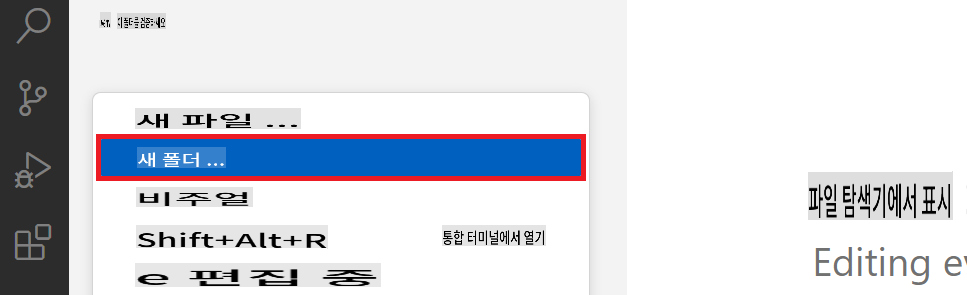 새 파일 ...
새 폴더 ...
비주얼
Shift+Alt+R 통합 터미널에서 열기
e 편집 중
파일 탐색기에서 표시
Editing ev